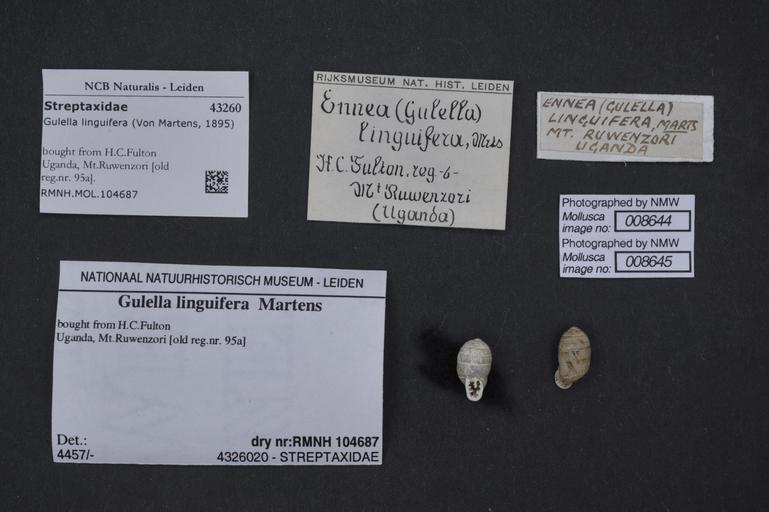 NCB Naturalis - Leiden
Streptaxidae 43260
Gulella linguifera (Von Martens, 1895)
bought from H.C.Fulton
Uganda, Mt.Ruwenzori [old
reg.nr. 95a].
RMNH.MOL.104687
RIJKSMUSEUM NAT. HIST. LEIDEN
Ennea (Gulella)
linguifera, Mrts
H.C. Fulton, reg.-6-
Mt Ruwenzori
(Uganda)
ENNEA (GULELLA)
LINGUIFERA, MARTS
MT. RUWENZORI
UGANDA
Photographed by NMW
Mollusca
image no: 008644
Photographed by NMW
Mollusca
image no: 008645
NATIONAAL NATUURHISTORISCH MUSEUM - LEIDEN
Gulella linguifera Martens
bought from H.C.Fulton
Uganda, Mt.Ruwenzori [old reg.nr. 95a]
Det.: dry nr:RMNH 104687
4457/- 4326020 - STREPTAXIDAE